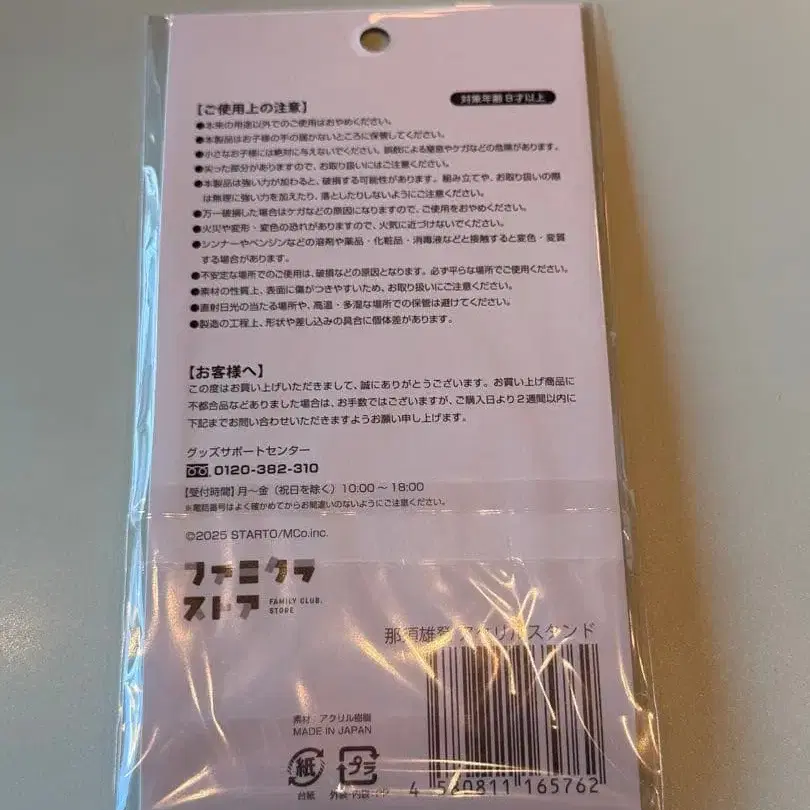 対象年齢8才以上
【ご使用上の注意】
●本来の用途以外でのご使用はおやめください。
●本製品はお子様の手の届かないところに保管してください。
●小さなお子様には絶対に与えないでください。誤飲による窒息やケガなどの危険があります。
●尖った部分がありますので、お取り扱いにはご注意ください。
●本製品は強い力が加わると、破損する可能性があります。組み立てや、お取り扱いの際
は無理に強い力を加えたり、落としたりしないようにご注意ください。
●万一破損した場合はケガなどの原因になりますので、ご使用をおやめください。
●火災や変形・変色の恐れがありますので、火気に近づけないでください。
●シンナーやベンジンなどの溶剤や薬品・化粧品・消毒液などと接触すると変色・変質
する場合があります。
●不安定な場所でのご使用は、破損などの原因となります。必ず平らな場所でご使用ください。
●素材の性質上、表面に傷がつきやすいため、お取り扱いにご注意ください。
●直射日光の当たる場所や、高温・多湿な場所での保管は避けてください。
●製造の工程上、形状や差し込みの具合に個体差があります。
【お客様へ】
この度はお買い上げいただきまして、誠にありがとうございます。お買い上げ商品に
不都合品などありました場合は、お手数ではございますが、ご購入日より2週間以内に
下記までお問い合わせいただきますようお願い申し上げます。
グッズサポートセンター
0120-382-310
【受付時間】月〜金（祝日を除く）10:00〜18:00
※電話番号はよく確かめてからお間違いのないようにご注意ください。
©2025 STARTO/MCo.inc.
ファミクラ
ストア
FAMILY CLUB.
STORE
那須雄登 アクリルスタンド
素材：アクリル樹脂
MADE IN JAPAN
紙
プラ
台紙
外装・内袋：PP
4 580811 165762